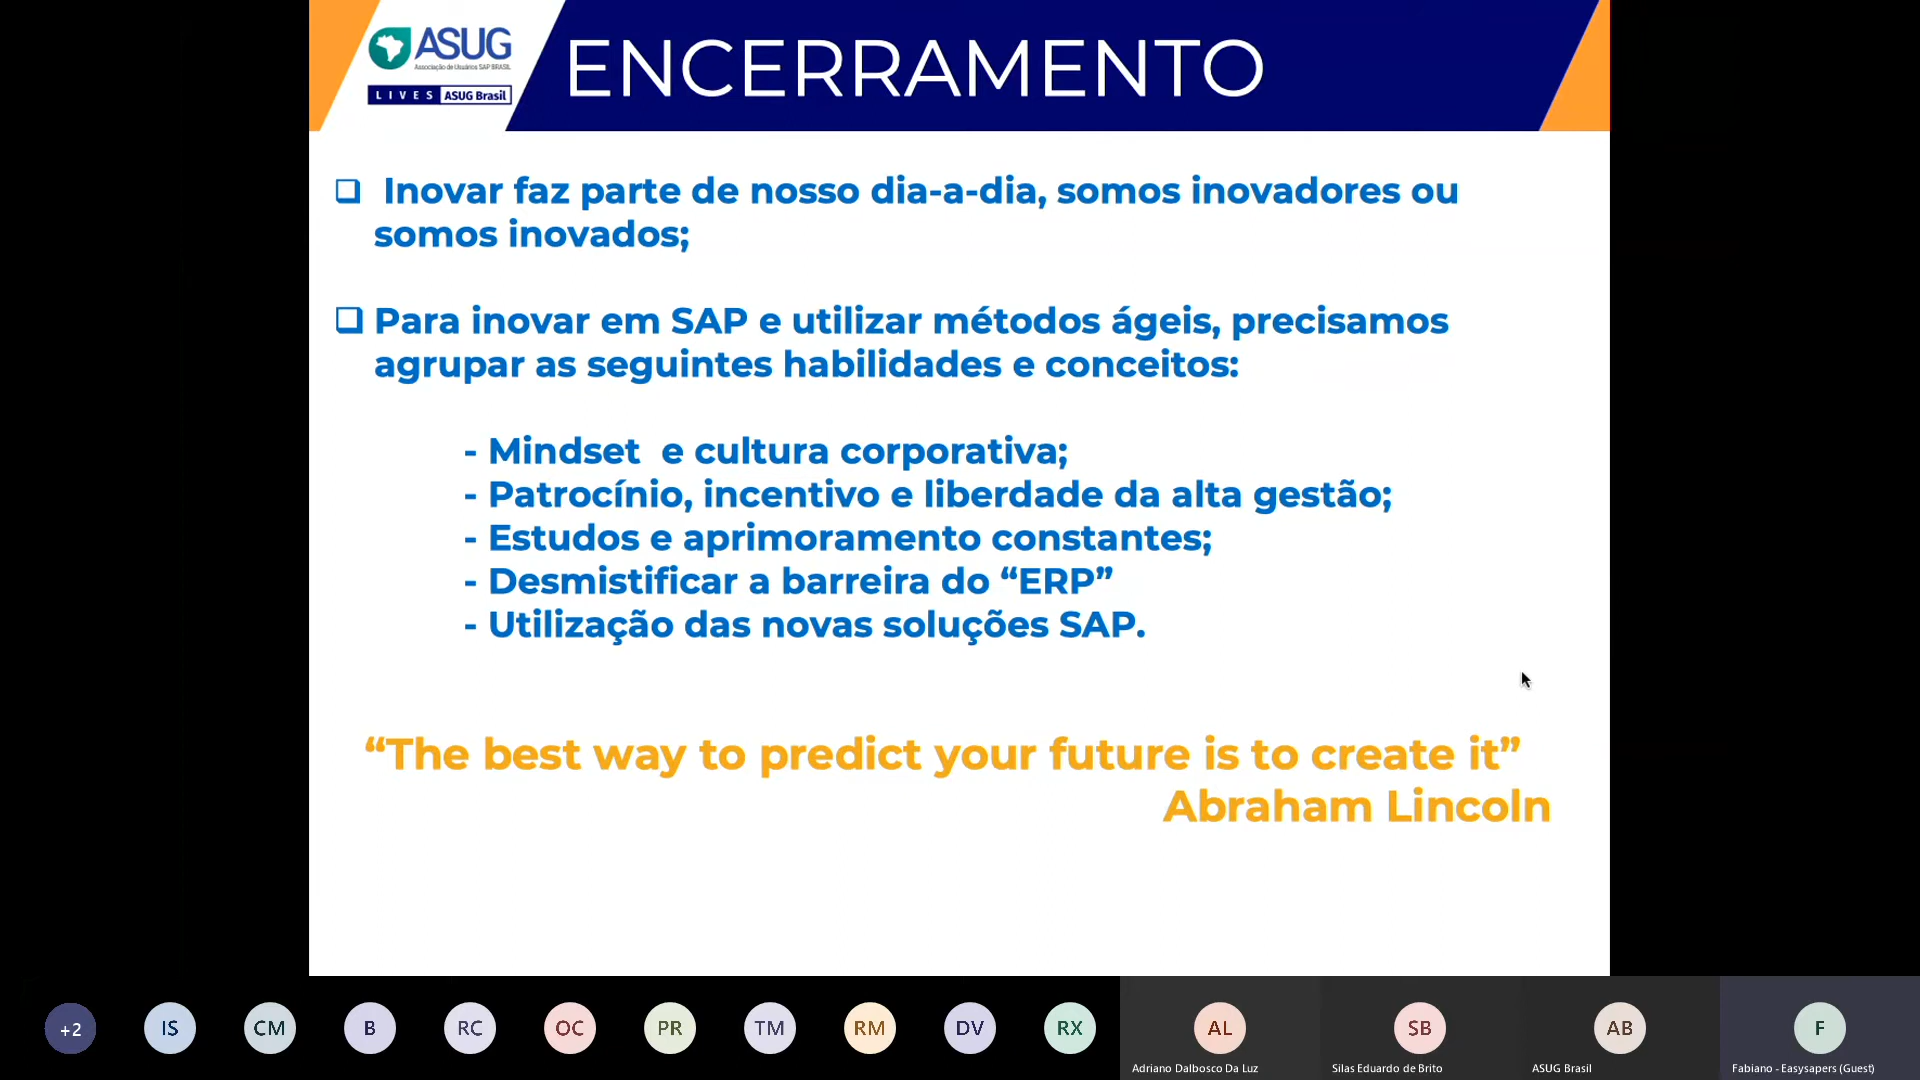 ASUG
Associação de Usuários SAP BRASIL
LIVES ASUG Brasil
ENCERRAMENTO
Inovar faz parte de nosso dia-a-dia, somos inovadores ou
somos inovados;
Para inovar em SAP e utilizar métodos ágeis, precisamos
agrupar as seguintes habilidades e conceitos:
- Mindset e cultura corporativa;
- Patrocínio, incentivo e liberdade da alta gestão;
- Estudos e aprimoramento constantes;
- Desmistificar a barreira do “ERP”
- Utilização das novas soluções SAP.
“The best way to predict your future is to create it”
Abraham Lincoln
+2 IS CM B RC OC PR TM RM DV RX AL SB AB F
Adriano Dalbosco Da Luz Silas Eduardo de Brito ASUG Brasil Fabiano - Easysapers (Guest)